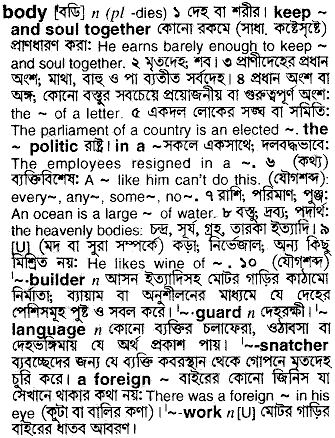 body [বডি] n (pl -dies) ১ দেহ বা শরীর। keep ~
and soul together কোনো রকমে (সাধা, কষ্টেসৃষ্টে)
প্রাণধারণ করা: He earns barely enough to keep ~
and soul together. ২ মৃতদেহ; শব। ৩ প্রাণীদেহের প্রধান
অংশ; মাথা, বাহু ও পা ব্যতীত সর্বদেহ। ৪ প্রধান অংশ বা
অঙ্গ; কোনো বস্তুর সবচেয়ে প্রয়োজনীয় বা গুরুত্বপূর্ণ অংশ:
the ~ of a letter. ৫ একদল লোকের সঙ্ঘ বা সমিতি:
The parliament of a country is an elected ~. the
~ politic রাষ্ট্র। in a ~সকলে একসাথে; দলবদ্ধভাবে:
The employees resigned in a ~. ৬ (কথ্য)
ব্যক্তিবিশেষ: A ~ like him can't do this. (যৌগশব্দ)
every~, any~, some~, no~. ৭ রাশি; পরিমাণ; পুঞ্জ:
An ocean is a large ~ of water. ৮ বস্তু; দ্রব্য; পদার্থ:
the heavenly bodies: চন্দ্র, সূর্য, গ্রহ, তারকা ইত্যাদি। ৯
[U] (মদ বা সুরা সম্পর্কে) কড়া; নির্ভেজাল; অন্য কিছু
মিশ্রিত নয়: He likes wine of ~. ১০ (যৌগশব্দ)
ˈ~-builder n আসন ইত্যাদিসহ মোটর গাড়ির কাঠামো
নির্মাতা; ব্যায়াম বা অনুশীলনের মাধ্যমে যে দেহের
পেশিসমূহ পুষ্ট ও সবল করে। ˈ~-guard n দেহরক্ষী। ˈ~-
language n কোনো ব্যক্তির চলাফেরা, ওঠাবসা বা
দেহভঙ্গিমায় যে অর্থ প্রকাশ পায়। ˈ~-snatcher
ব্যবচ্ছেদের জন্য যে ব্যক্তি কবরস্থান থেকে গোপনে মৃতদেহ
চুরি করে। a foreign ~ বাইরের কোনো জিনিস যা
সেখানে থাকার কথা নয়: There was a foreign ~ in his
eye (কুটা বা বালির কণা)। ˈ~-work n [U] মোটর গাড়ির
বাইরের ধাতব আবরণ।